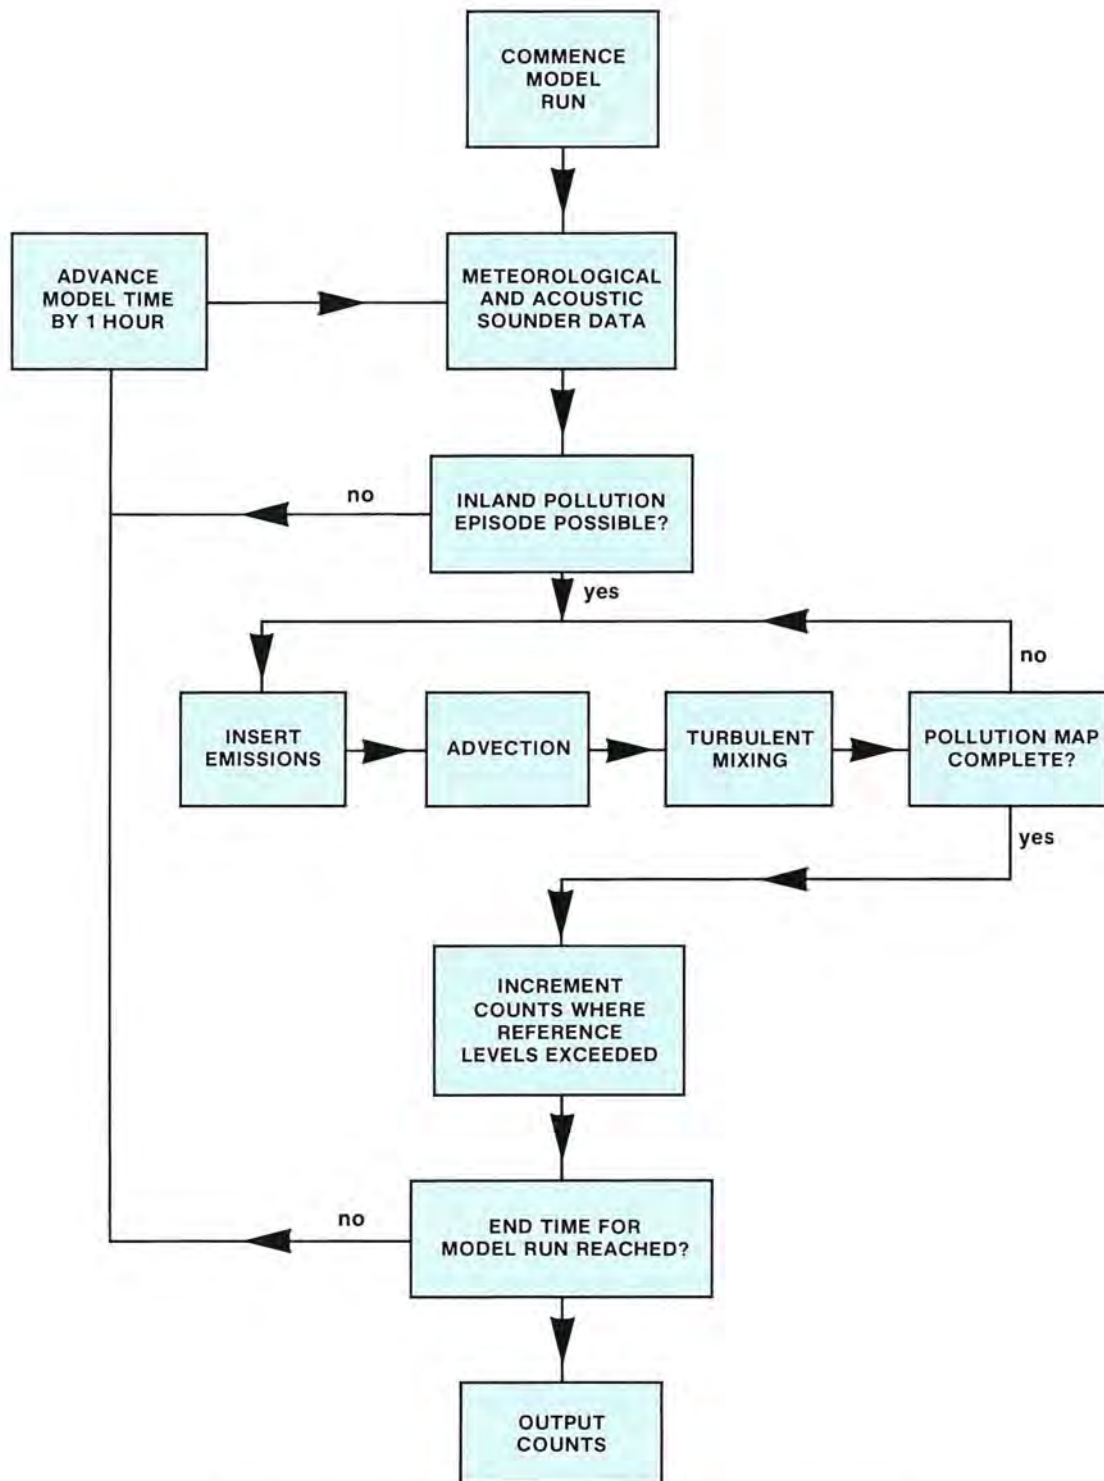 COMMENCE
MODEL
RUN
ADVANCE
MODEL TIME
BY 1 HOUR
METEOROLOGICAL
AND ACOUSTIC
SOUNDER DATA
no
INLAND POLLUTION
EPISODE POSSIBLE?
yes
no
INSERT
EMISSIONS
ADVECTION
TURBULENT
MIXING
POLLUTION MAP
COMPLETE?
yes
INCREMENT
COUNTS WHERE
REFERENCE
LEVELS EXCEEDED
no
END TIME FOR
MODEL RUN REACHED?
OUTPUT
COUNTS